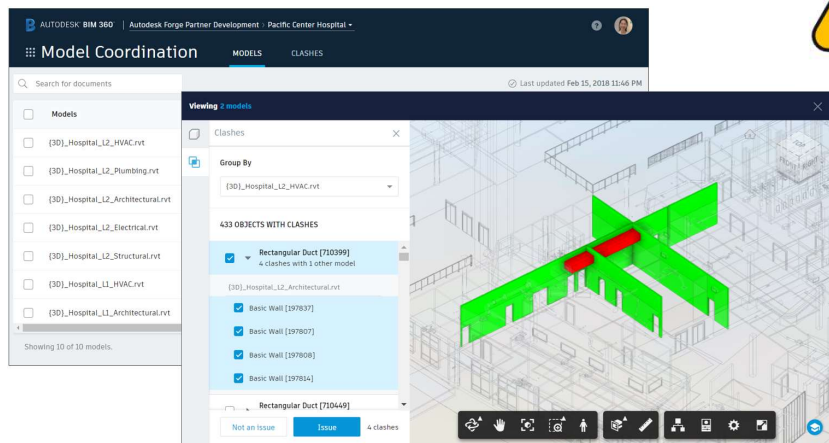 AUTODESK® BIM 360™ Autodesk Forge Partner Development > Pacific Center Hospital
Model Coordination MODELS CLASHES
Search for documents
Last updated Feb 15, 2018 11:46 PM
Models
{3D}_Hospital_L2_HVAC.rvt
{3D}_Hospital_L2_Plumbing.rvt
{3D}_Hospital_L2_Architectural.rvt
{3D}_Hospital_L2_Electrical.rvt
{3D}_Hospital_L2_Structural.rvt
{3D}_Hospital_L1_HVAC.rvt
{3D}_Hospital_L1_Architectural.rvt
Showing 10 of 10 models.
Viewing 2 models
Clashes
Group By
{3D}_Hospital_L2_HVAC.rvt
433 OBJECTS WITH CLASHES
Rectangular Duct [710399]
4 clashes with 1 other model
{3D}_Hospital_L2_Architectural.rvt
Basic Wall [197837]
Basic Wall [197807]
Basic Wall [197808]
Basic Wall [197814]
Rectangular Duct [710449]
Not an Issue Issue 4 clashes
TOP
FRONT RIGHT